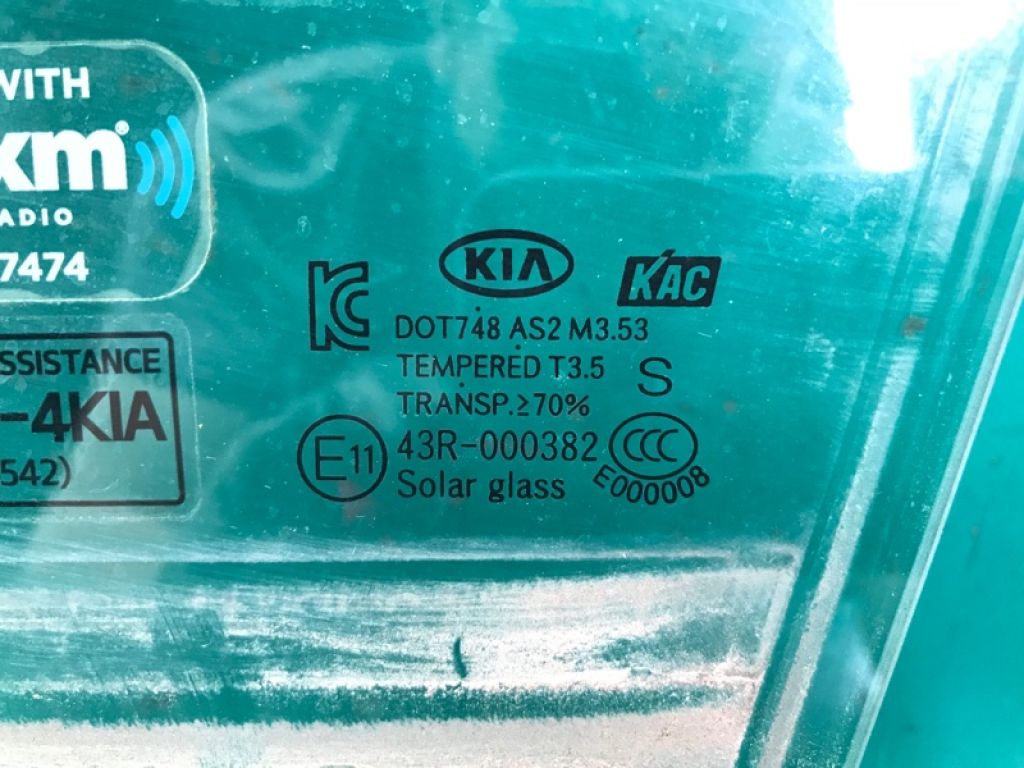 WITH
xm®
ADIO
7474
SSISTANCE
-4KIA
542)
KIA
KC
KAC
DOT748 AS2 M3.53
TEMPERED T3.5
S
TRANSP.≥70%
E11
43R-000382
CCC
E000008
Solar glass